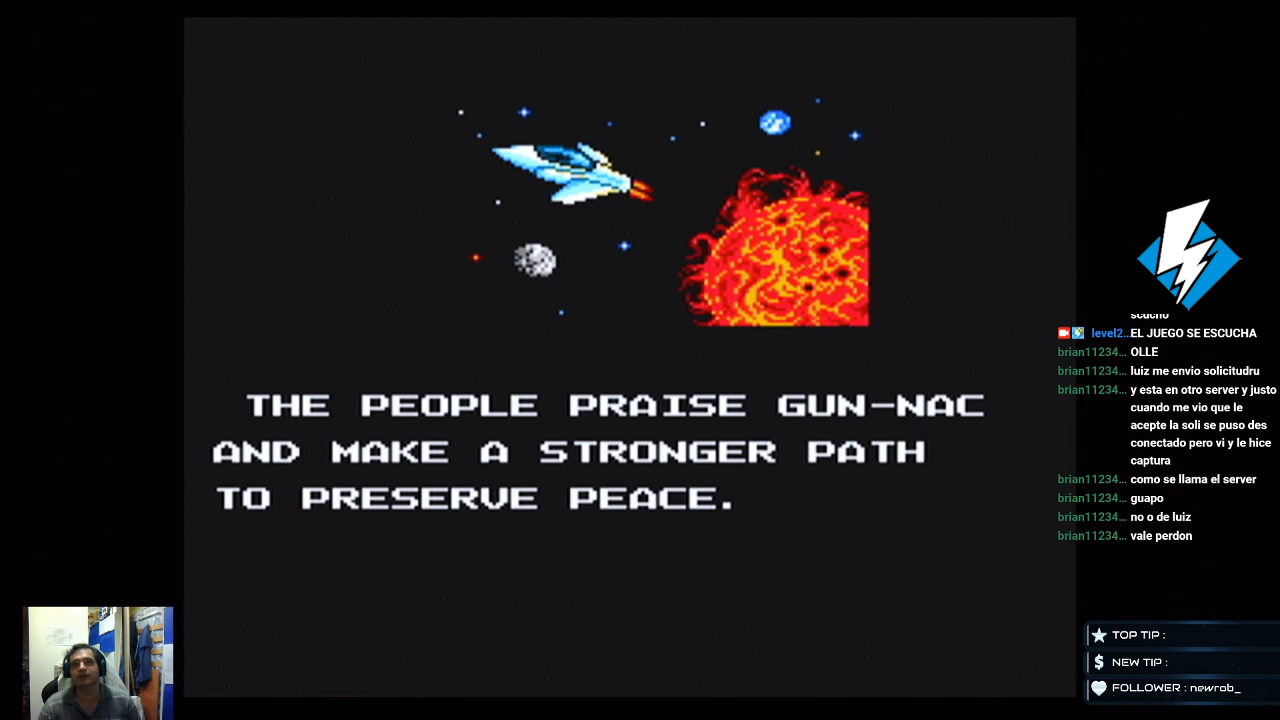 THE PEOPLE PRAISE GUN-NAC
AND MAKE A STRONGER PATH
TO PRESERVE PEACE.
scucho
level2... EL JUEGO SE ESCUCHA
brian11234... OLLE
brian11234... luiz me envio solicitudru
brian11234... y esta en otro server y justo
cuando me vio que le
acepte la soli se puso des
conectado pero vi y le hice
captura
brian11234... como se llama el server
brian11234... guapo
brian11234... no o de luiz
brian11234... vale perdon
TOP TIP :
$ NEW TIP :
FOLLOWER : newrob_